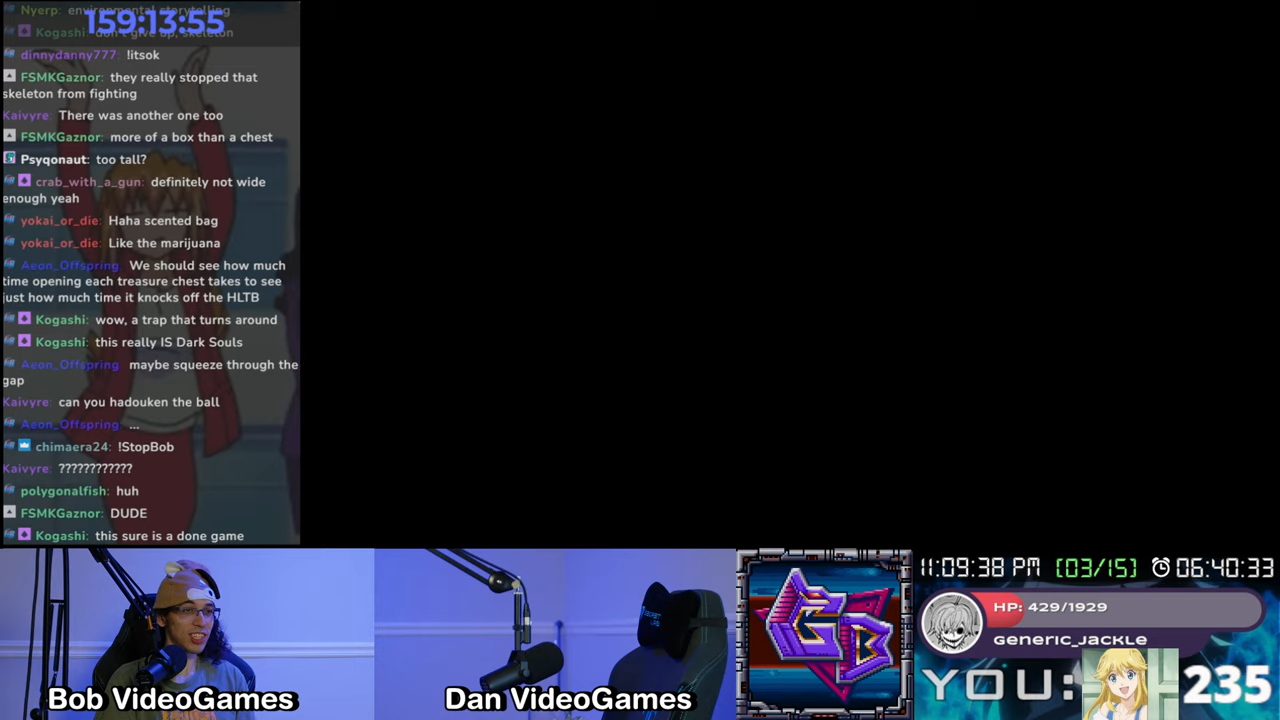 Nyerp: environmental storytelling
159:13:55
Kogashi: don't give up, skeleton
dinnydanny777: !itsok
FSMKGaznor: they really stopped that
skeleton from fighting
Kaivyre: There was another one too
FSMKGaznor: more of a box than a chest
Psyqonaut: too tall?
crab_with_a_gun: definitely not wide
enough yeah
yokai_or_die: Haha scented bag
yokai_or_die: Like the marijuana
Aeon_Offspring: We should see how much
time opening each treasure chest takes to see
just how much time it knocks off the HLTB
Kogashi: wow, a trap that turns around
Kogashi: this really IS Dark Souls
Aeon_Offspring: maybe squeeze through the
gap
Kaivyre: can you hadouken the ball
Aeon_Offspring: ...
chimaera24: !StopBob
Kaivyre: ????????????
polygonalfish: huh
FSMKGaznor: DUDE
Kogashi: this sure is a done game
Bob VideoGames
Dan VideoGames
GB
11:09:38 PM [03/15] 06:40:33
HP: 429/1929
Generic_Jackle
YOU: 235